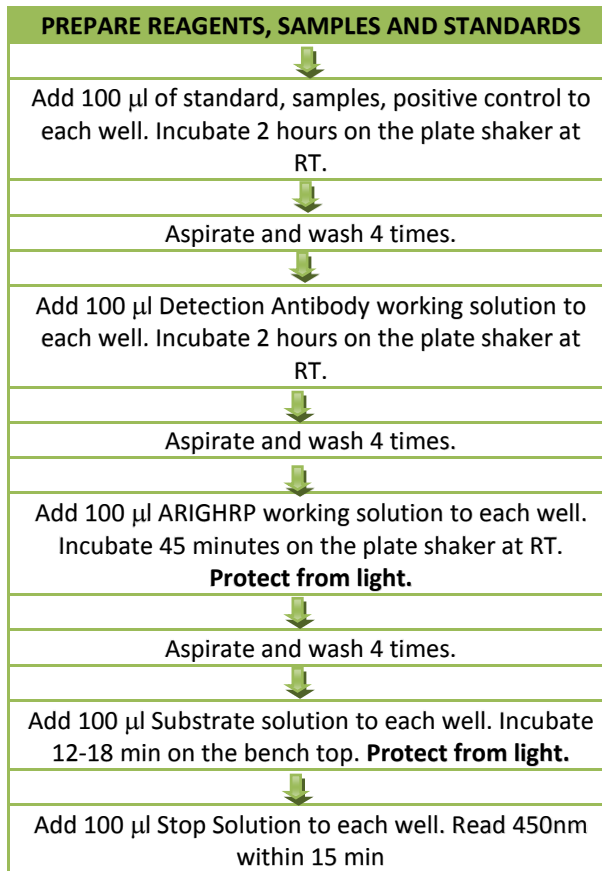 PREPARE REAGENTS, SAMPLES AND STANDARDS
Add 100 μl of standard, samples, positive control to
each well. Incubate 2 hours on the plate shaker at
RT.
Aspirate and wash 4 times.
Add 100 μl Detection Antibody working solution to
each well. Incubate 2 hours on the plate shaker at
RT.
Aspirate and wash 4 times.
Add 100 μl ARIGHRP working solution to each well.
Incubate 45 minutes on the plate shaker at RT.
Protect from light.
Aspirate and wash 4 times.
Add 100 μl Substrate solution to each well. Incubate
12-18 min on the bench top. Protect from light.
Add 100 μl Stop Solution to each well. Read 450nm
within 15 min